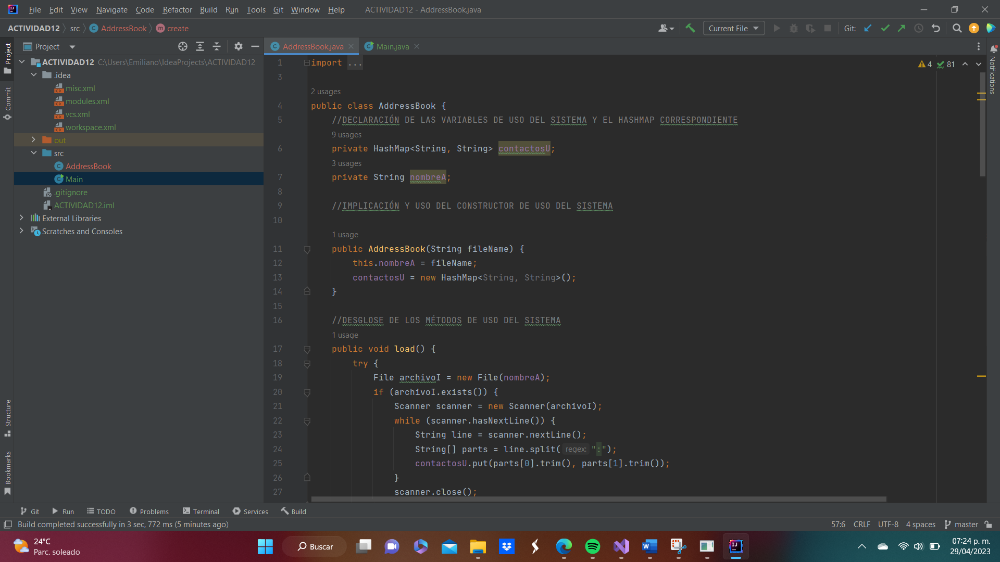 File Edit View Navigate Code Refactor Build Run Tools Git Window Help ACTIVIDAD12 - AddressBook.java
ACTIVIDAD12 src AddressBook create Current File Git:
Project AddressBook.java Main.java
ACTIVIDAD12 C:\Users\Emiliano\IdeaProjects\ACTIVIDAD12
.idea
misc.xml
modules.xml
vcs.xml
workspace.xml
out
src
AddressBook
Main
.gitignore
ACTIVIDAD12.iml
External Libraries
Scratches and Consoles
Project
Commit
Structure
Bookmarks
Notifications
4 81
1 import ...
3
2 usages
4 public class AddressBook {
5 //DECLARACIÓN DE LAS VARIABLES DE USO DEL SISTEMA Y EL HASHMAP CORRESPONDIENTE
9 usages
6 private HashMap<String, String> contactosU;
3 usages
7 private String nombreA;
8
9 //IMPLICACIÓN Y USO DEL CONSTRUCTOR DE USO DEL SISTEMA
10
1 usage
11 public AddressBook(String fileName) {
12 this.nombreA = fileName;
13 contactosU = new HashMap<String, String>();
14 }
15
16 //DESGLOSE DE LOS MÉTODOS DE USO DEL SISTEMA
1 usage
17 public void load() {
18 try {
19 File archivoI = new File(nombreA);
20 if (archivoI.exists()) {
21 Scanner scanner = new Scanner(archivoI);
22 while (scanner.hasNextLine()) {
23 String line = scanner.nextLine();
24 String[] parts = line.split( regex: ":");
25 contactosU.put(parts[0].trim(), parts[1].trim());
26 }
27 scanner.close();
Git Run TODO Problems Terminal Services Build
Build completed successfully in 3 sec, 772 ms (5 minutes ago) 57:6 CRLF UTF-8 4 spaces master
24°C
Parc. soleado
Buscar
07:24 p. m.
29/04/2023